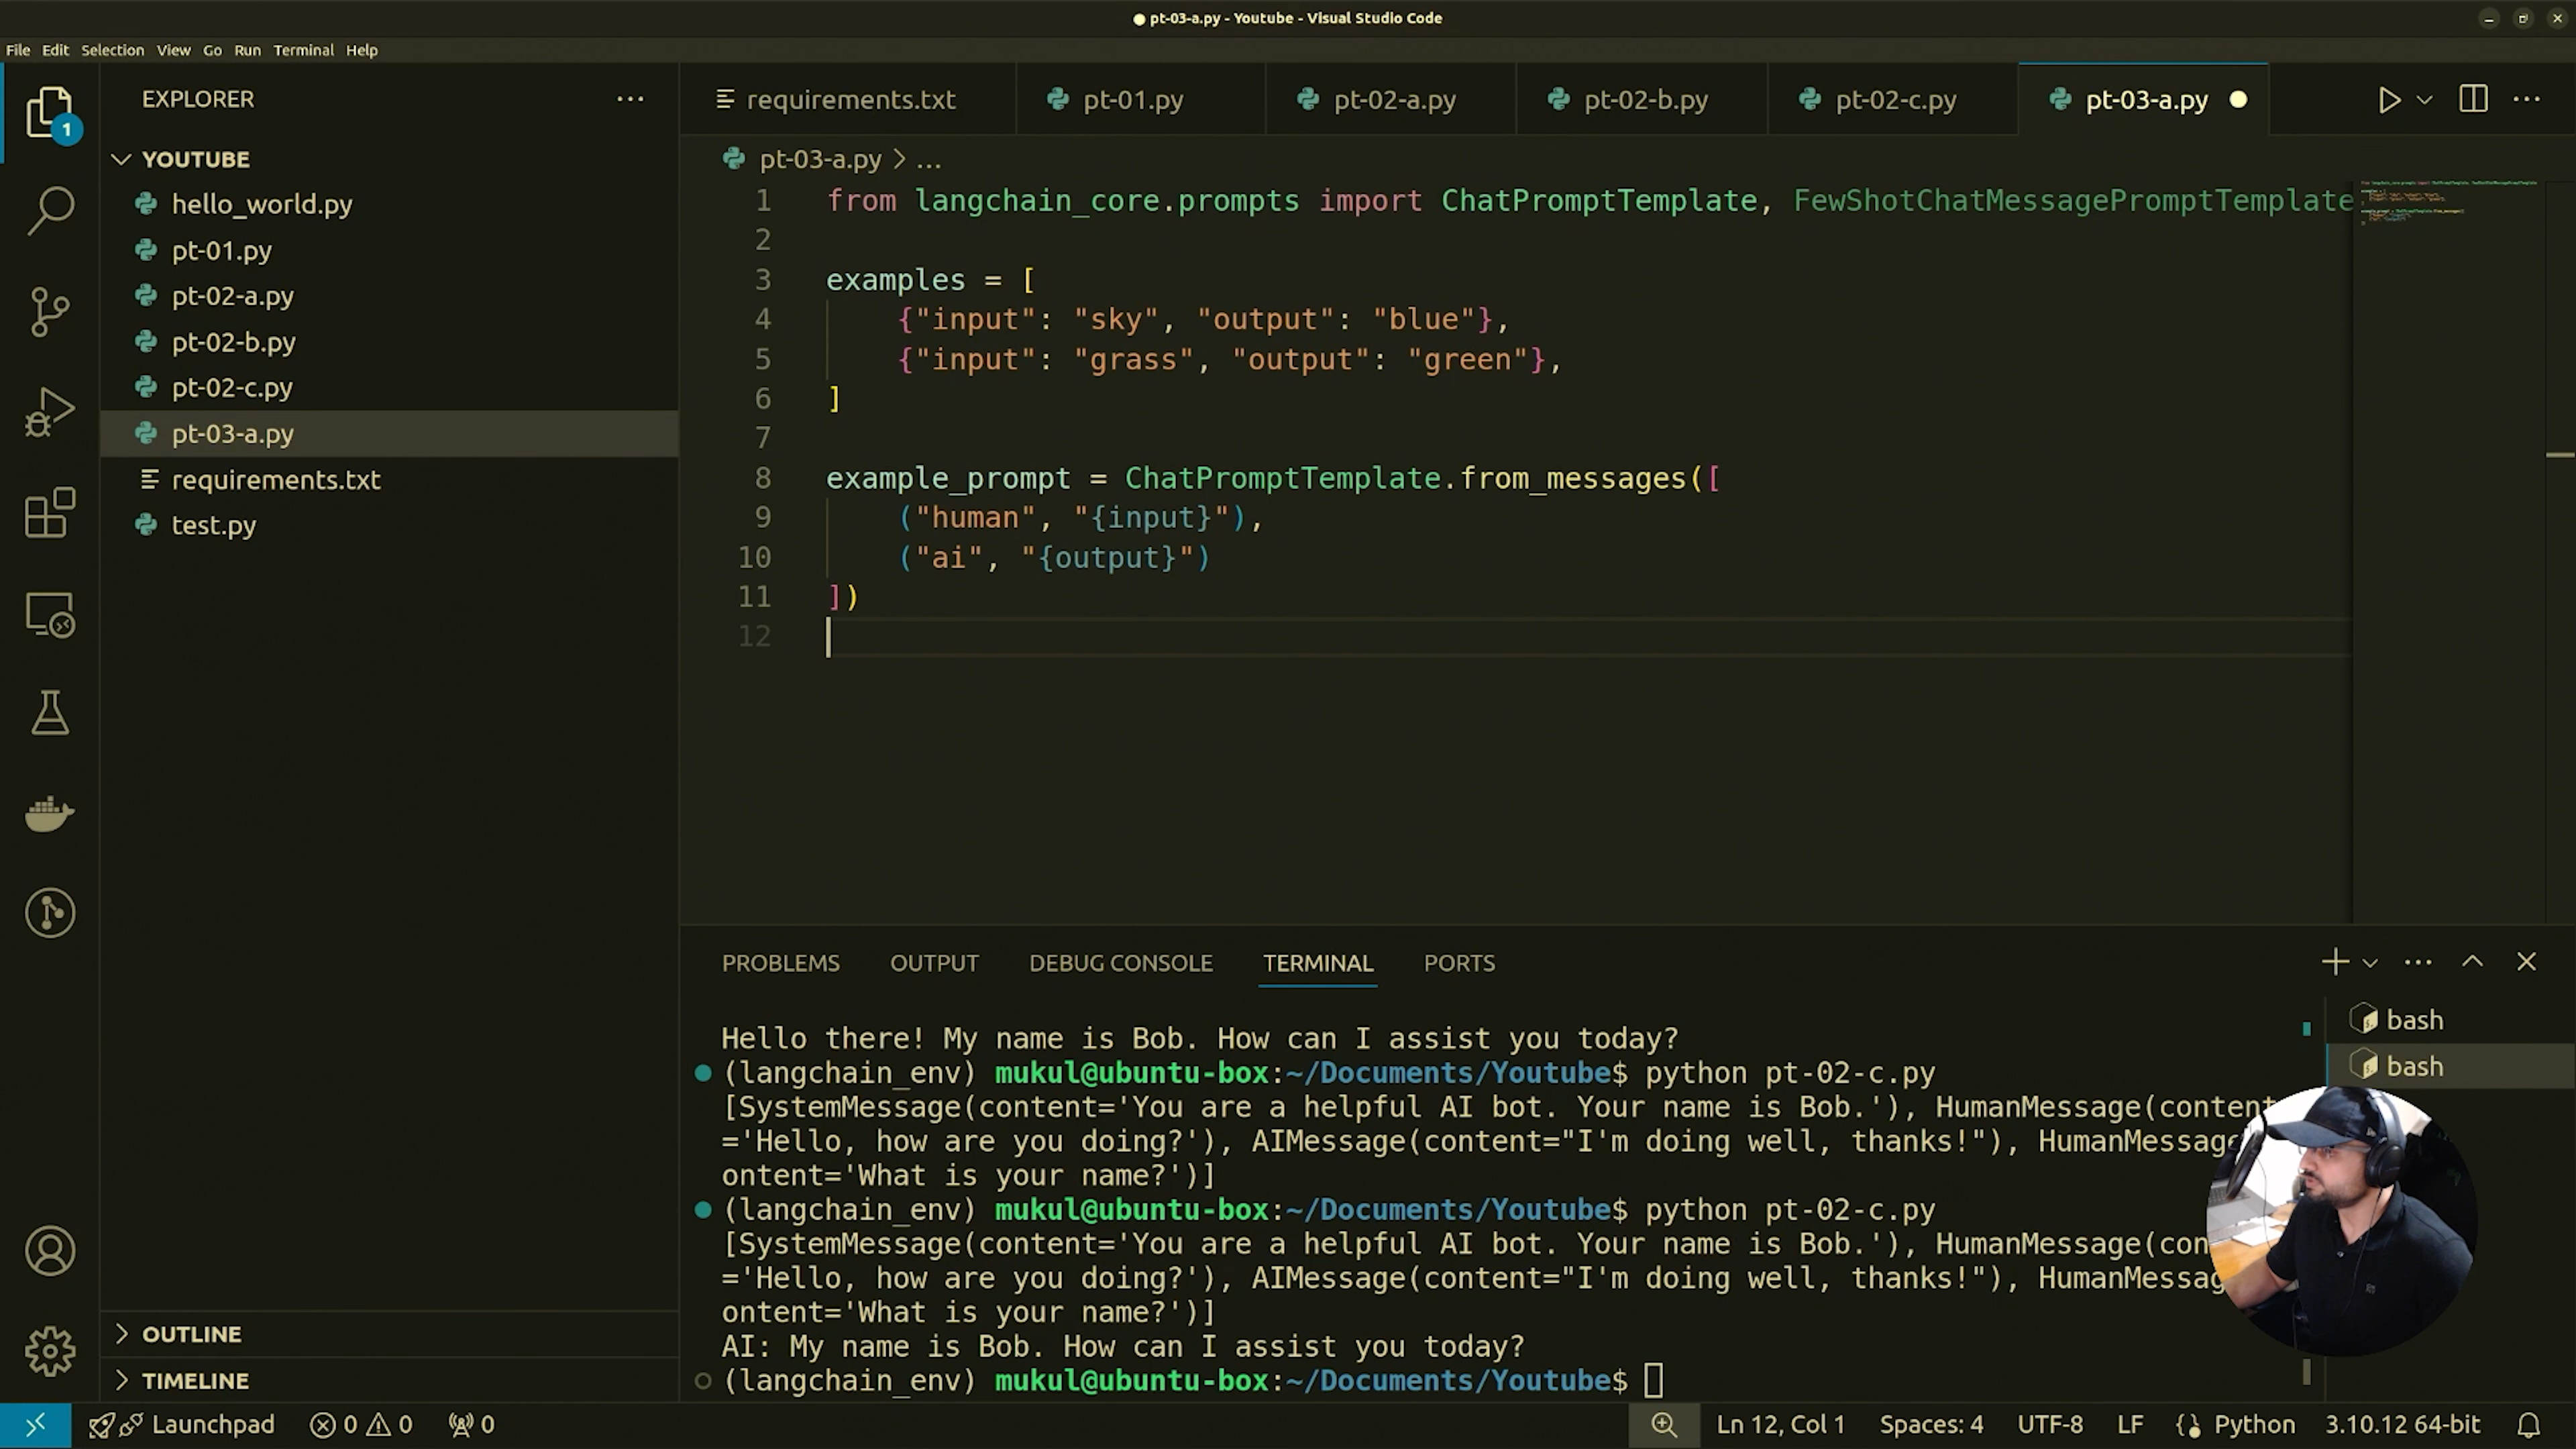 pt-03-a.py - Youtube - Visual Studio Code
File Edit Selection View Go Run Terminal Help
EXPLORER
requirements.txt pt-01.py pt-02-a.py pt-02-b.py pt-02-c.py pt-03-a.py
1
YOUTUBE
hello_world.py
pt-01.py
pt-02-a.py
pt-02-b.py
pt-02-c.py
pt-03-a.py
requirements.txt
test.py
OUTLINE
TIMELINE
pt-03-a.py > ...
1 from langchain_core.prompts import ChatPromptTemplate, FewShotChatMessagePromptTemplate
2
3 examples = [
4 {"input": "sky", "output": "blue"},
5 {"input": "grass", "output": "green"},
6 ]
7
8 example_prompt = ChatPromptTemplate.from_messages([
9 ("human", "{input}"),
10 ("ai", "{output}")
11 ])
12
PROBLEMS OUTPUT DEBUG CONSOLE TERMINAL PORTS
Hello there! My name is Bob. How can I assist you today?
(langchain_env) mukul@ubuntu-box:~/Documents/Youtube$ python pt-02-c.py
[SystemMessage(content='You are a helpful AI bot. Your name is Bob.'), HumanMessage(content
='Hello, how are you doing?'), AIMessage(content="I'm doing well, thanks!"), HumanMessage
ontent='What is your name?')]
(langchain_env) mukul@ubuntu-box:~/Documents/Youtube$ python pt-02-c.py
[SystemMessage(content='You are a helpful AI bot. Your name is Bob.'), HumanMessage(con
='Hello, how are you doing?'), AIMessage(content="I'm doing well, thanks!"), HumanMessag
ontent='What is your name?')]
AI: My name is Bob. How can I assist you today?
(langchain_env) mukul@ubuntu-box:~/Documents/Youtube$
bash
bash
Launchpad 0 0 0 Ln 12, Col 1 Spaces: 4 UTF-8 LF Python 3.10.12 64-bit